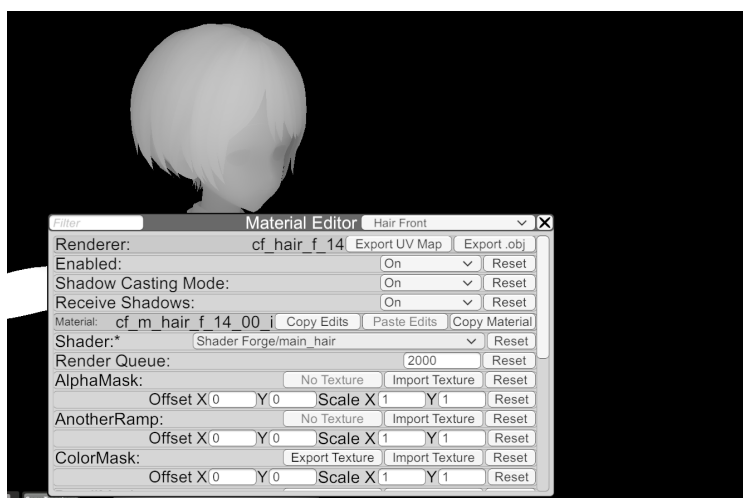 Filter Material Editor Hair Front X
Renderer: cf_hair_f_14 Export UV Map Export .obj
Enabled: On Reset
Shadow Casting Mode: On Reset
Receive Shadows: On Reset
Material: cf_m_hair_f_14_00_i Copy Edits Paste Edits Copy Material
Shader:* Shader Forge/main_hair Reset
Render Queue: 2000 Reset
AlphaMask: No Texture Import Texture Reset
Offset X 0 Y 0 Scale X 1 Y 1 Reset
AnotherRamp: No Texture Import Texture Reset
Offset X 0 Y 0 Scale X 1 Y 1 Reset
ColorMask: Export Texture Import Texture Reset
Offset X 0 Y 0 Scale X 1 Y 1 Reset